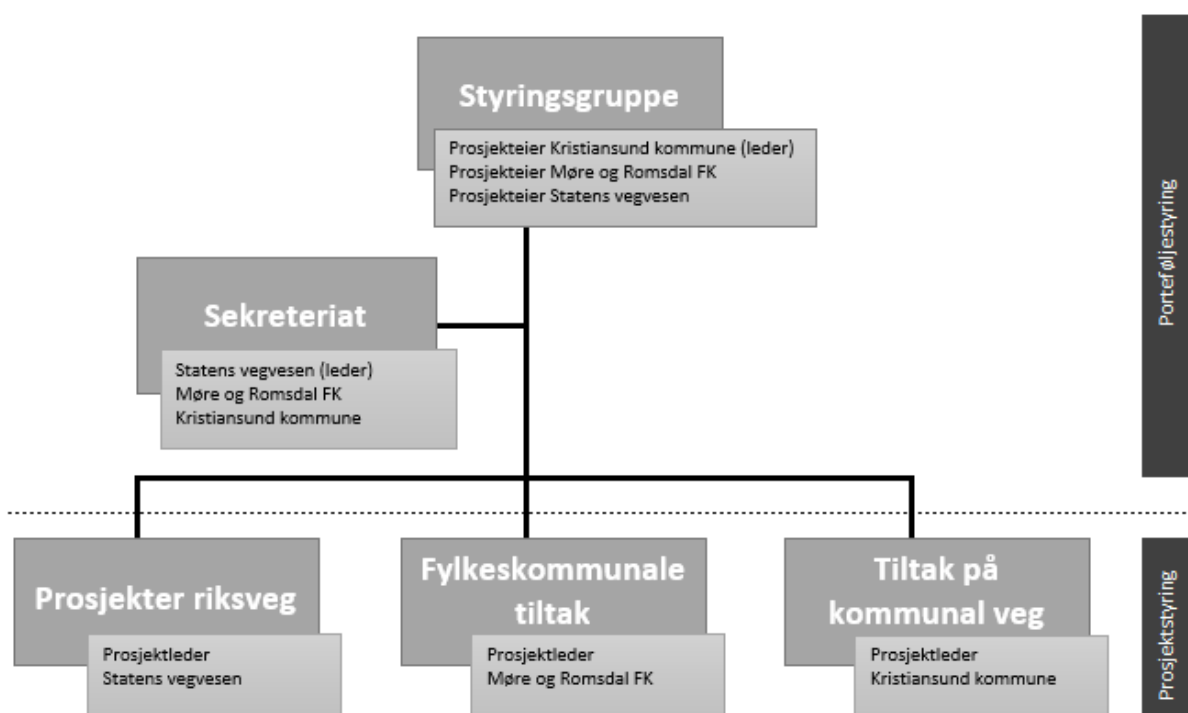 Styringsgruppe
Prosjekteier Kristiansund kommune (leder)
Prosjekteier Møre og Romsdal FK
Prosjekteier Statens vegvesen
Porteføljestyring
Sekreteriat
Statens vegvesen (leder)
Møre og Romsdal FK
Kristiansund kommune
Prosjekter riksveg
Prosjektleder
Statens vegvesen
Fylkeskommunale
tiltak
Prosjektleder
Møre og Romsdal FK
Tiltak på
kommunal veg
Prosjektleder
Kristiansund kommune
Prosjektstyring